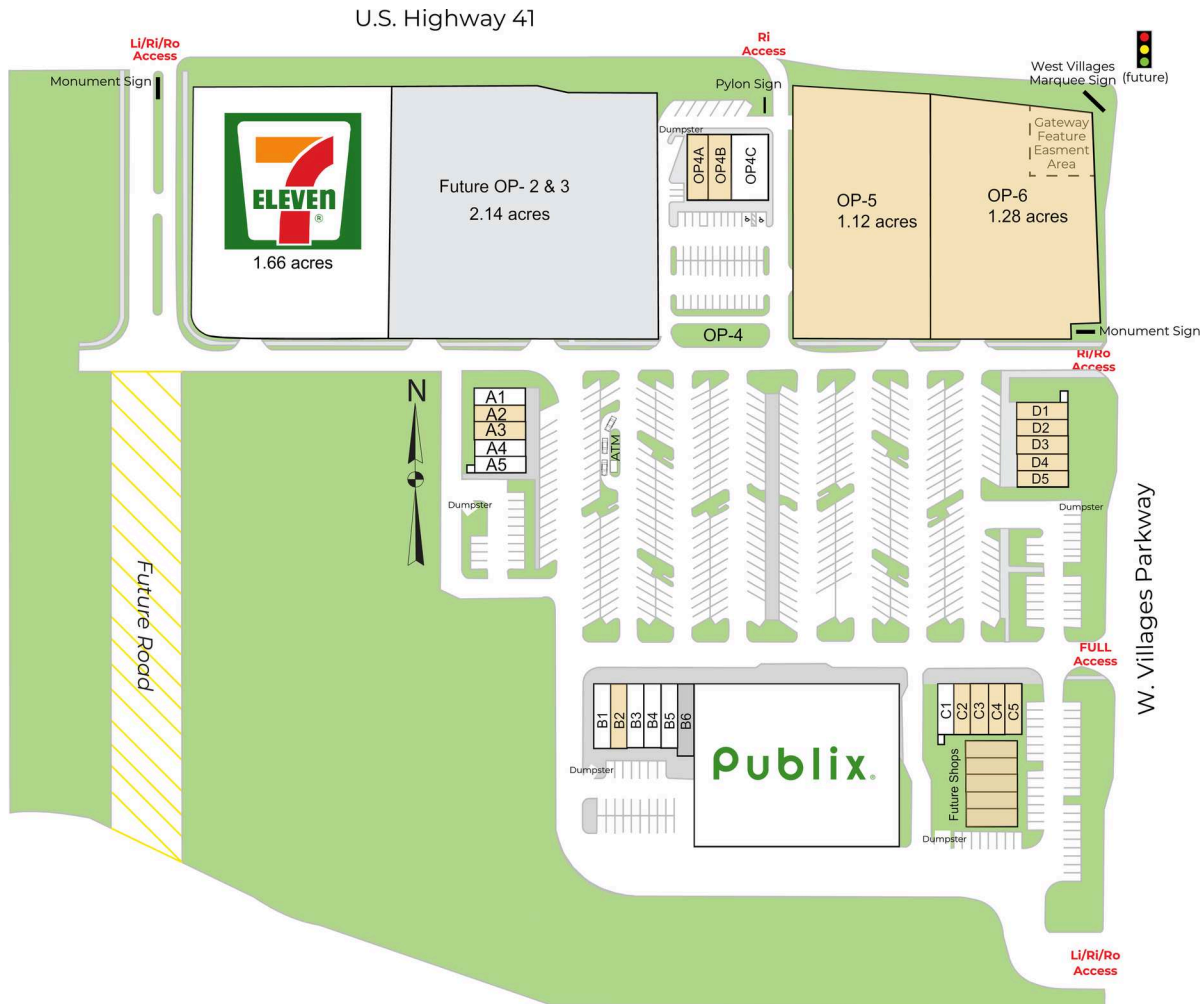 U.S. Highway 41
Li/Ri/Ro
Access
Ri
Access
Monument Sign
Pylon Sign
West Villages
Marquee Sign
(future)
Dumpster
Gateway
Feature
Easment
Area
ELEVEn
®
1.66 acres
Future OP- 2 & 3
2.14 acres
OP4A
OP4B
OP4C
OP-5
1.12 acres
OP-6
1.28 acres
OP-4
Monument Sign
Ri/Ro
Access
N
A1
A2
A3
A4
A5
ATM
D1
D2
D3
D4
D5
Dumpster
Dumpster
Future Road
W. Villages Parkway
FULL
Access
B1
B2
B3
B4
B5
B6
Publix.
C1
C2
C3
C4
C5
Dumpster
Future Shops
Dumpster
Li/Ri/Ro
Access